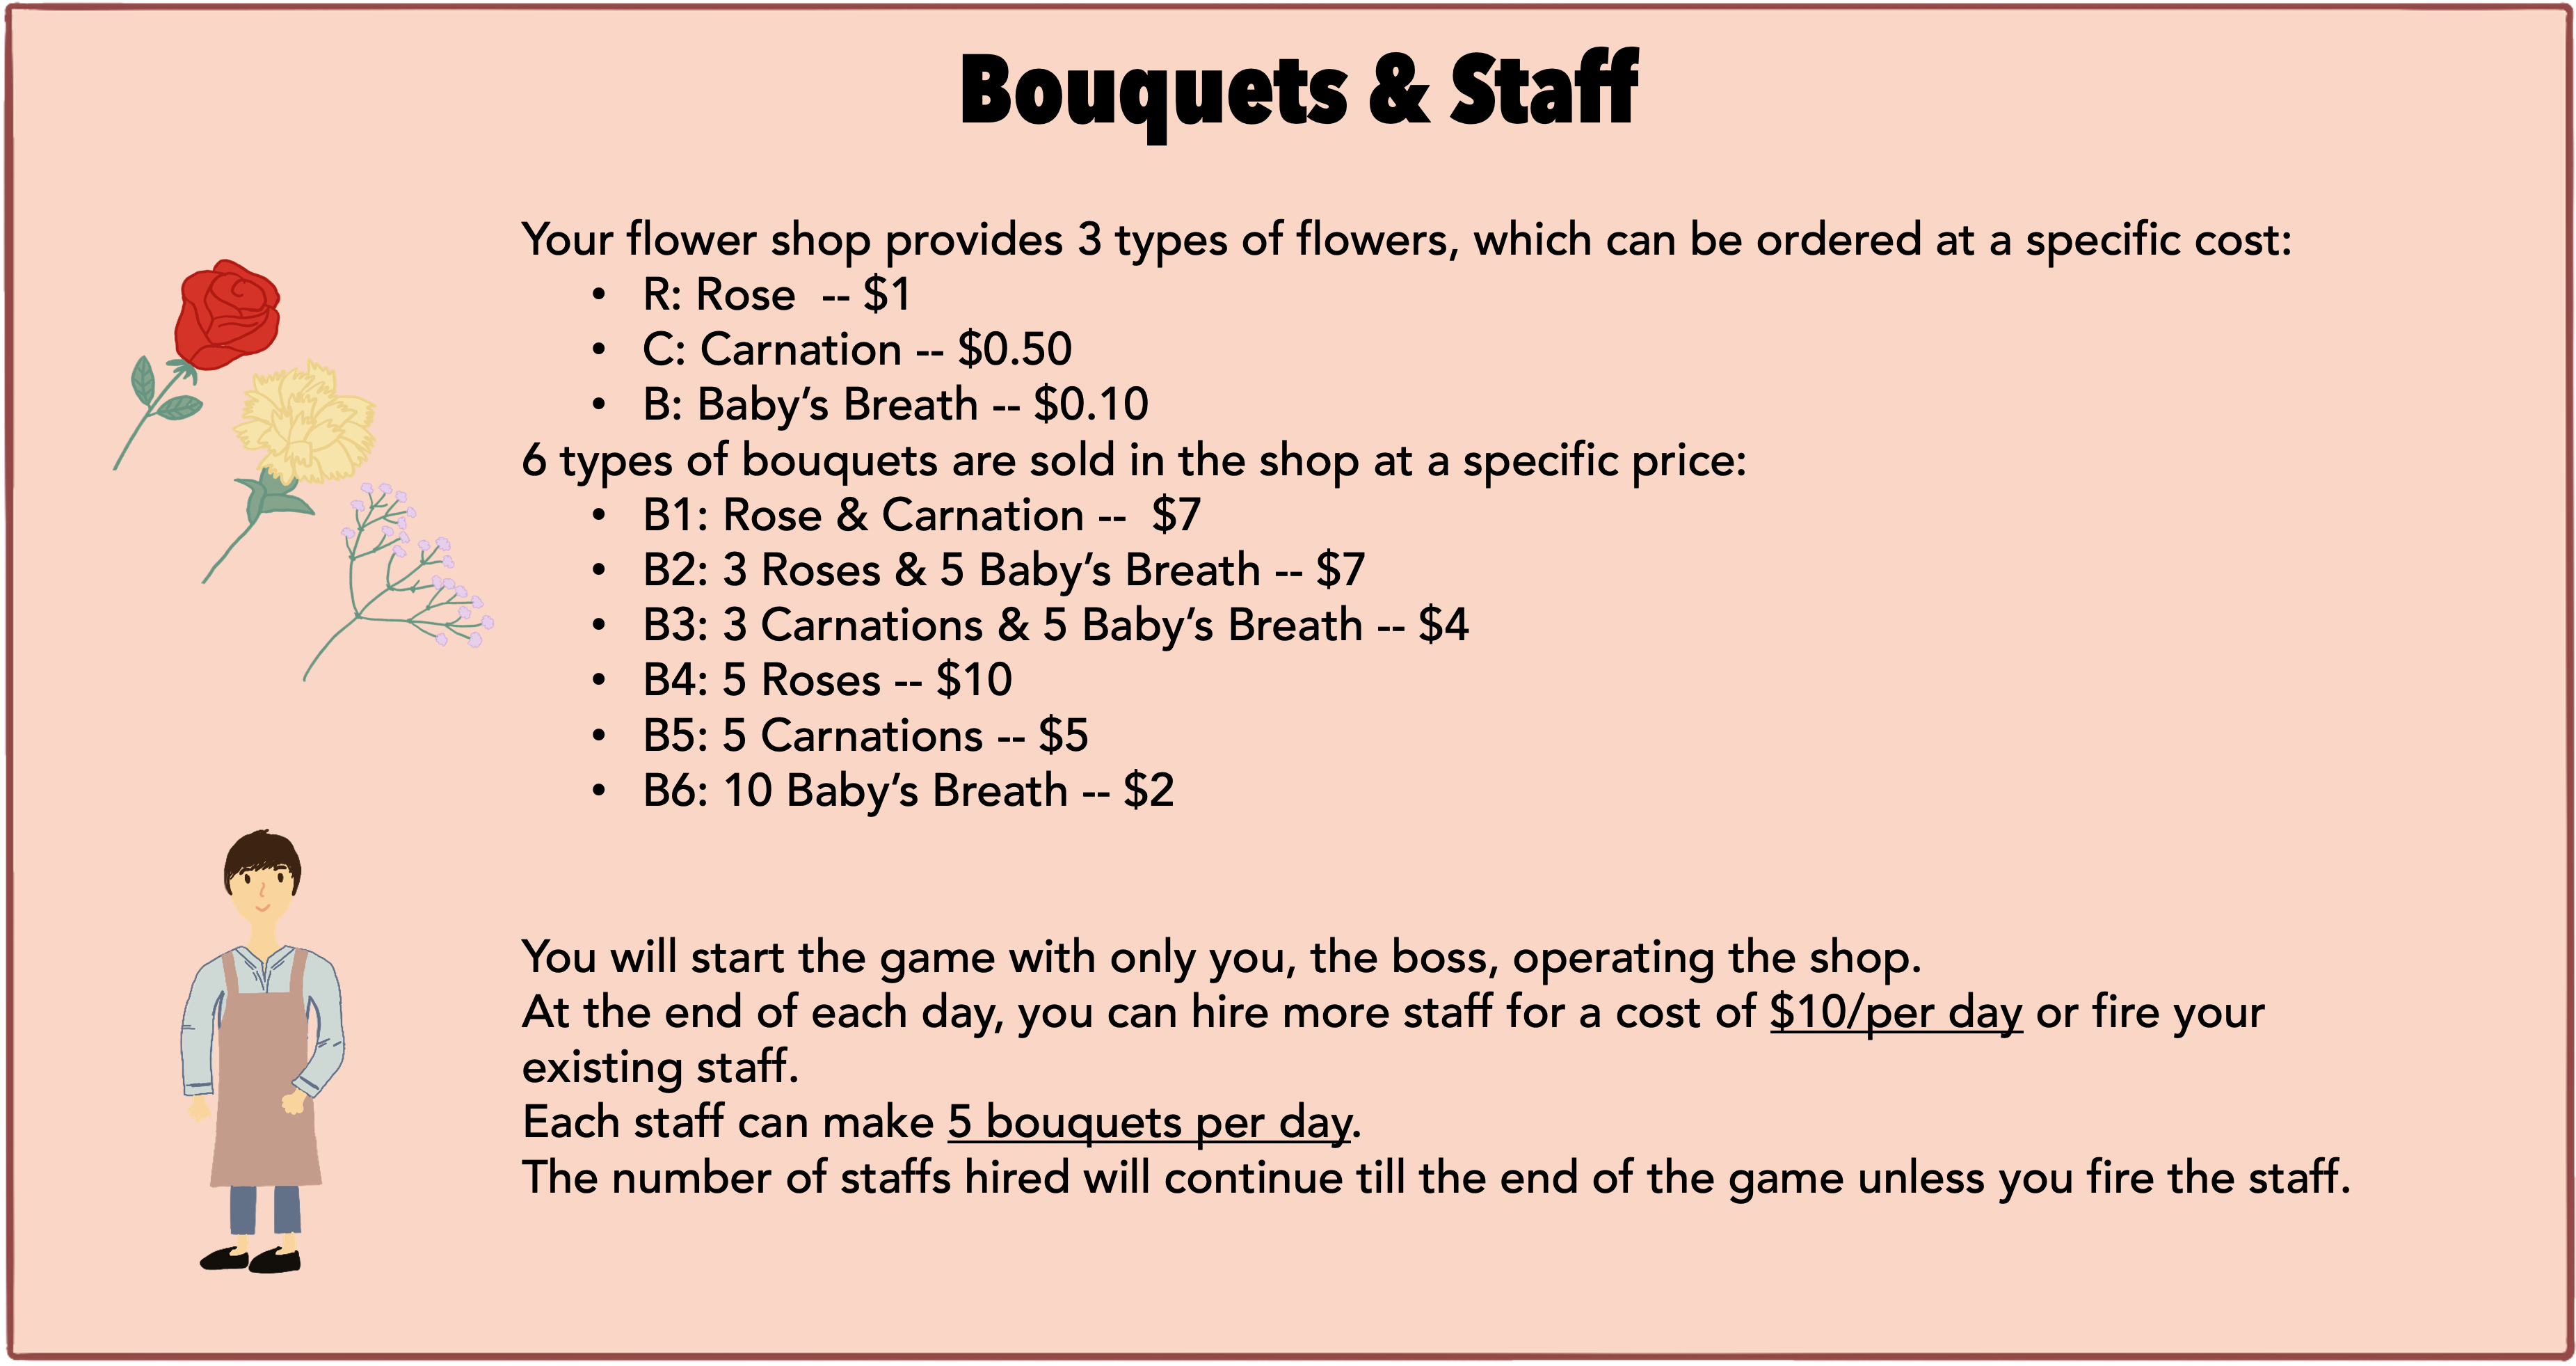 Bouquets & Staff
Your flower shop provides 3 types of flowers, which can be ordered at a specific cost:
• R: Rose -- $1
• C: Carnation -- $0.50
• B: Baby’s Breath -- $0.10
6 types of bouquets are sold in the shop at a specific price:
• B1: Rose & Carnation -- $7
• B2: 3 Roses & 5 Baby’s Breath -- $7
• B3: 3 Carnations & 5 Baby’s Breath -- $4
• B4: 5 Roses -- $10
• B5: 5 Carnations -- $5
• B6: 10 Baby’s Breath -- $2
You will start the game with only you, the boss, operating the shop.
At the end of each day, you can hire more staff for a cost of $10/per day or fire your
existing staff.
Each staff can make 5 bouquets per day.
The number of staffs hired will continue till the end of the game unless you fire the staff.